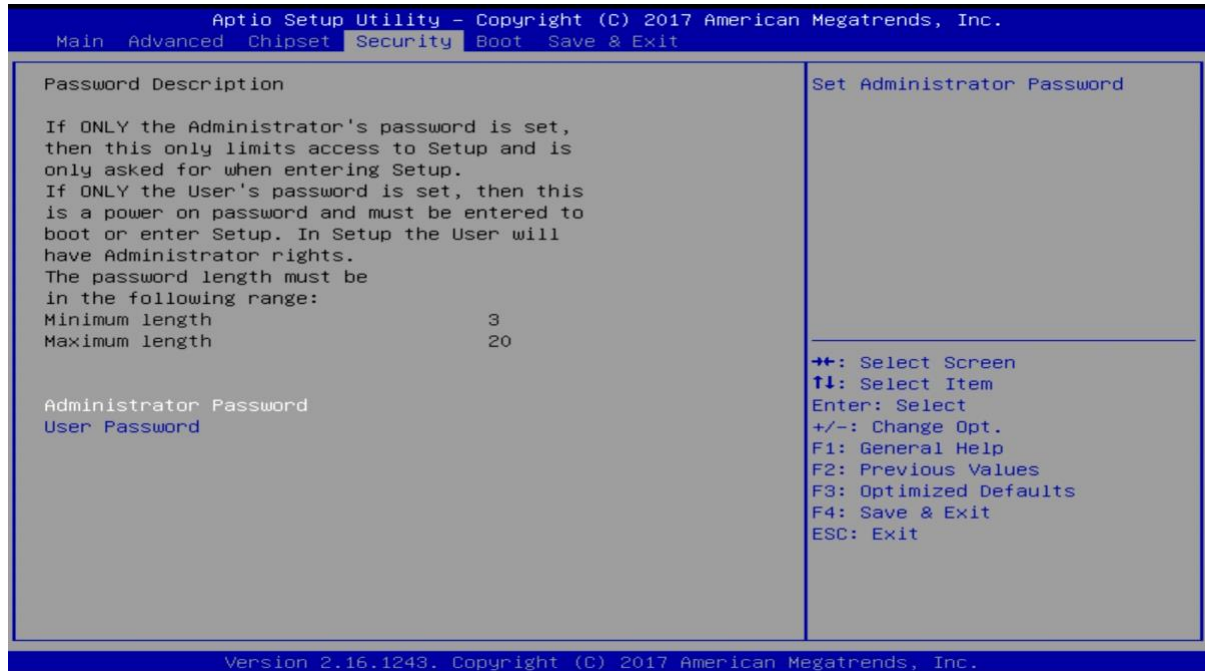 Aptio Setup Utility – Copyright (C) 2017 American Megatrends, Inc.
Main Advanced Chipset Security Boot Save & Exit
Password Description
If ONLY the Administrator's password is set,
then this only limits access to Setup and is
only asked for when entering Setup.
If ONLY the User's password is set, then this
is a power on password and must be entered to
boot or enter Setup. In Setup the User will
have Administrator rights.
The password length must be
in the following range:
Minimum length 3
Maximum length 20
Administrator Password
User Password
Set Administrator Password
→←: Select Screen
↑↓: Select Item
Enter: Select
+/-: Change Opt.
F1: General Help
F2: Previous Values
F3: Optimized Defaults
F4: Save & Exit
ESC: Exit
Version 2.16.1243. Copyright (C) 2017 American Megatrends, Inc.